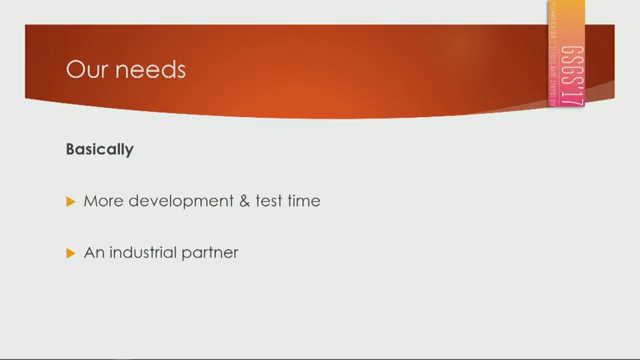 Our needs
GSGS'17
Basically
More development & test time
An industrial partner